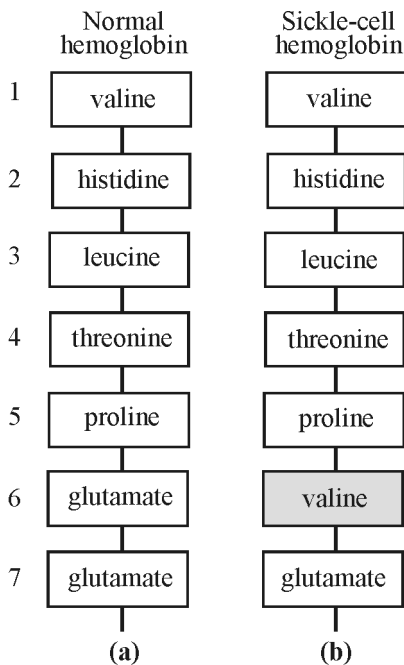 Normal hemoglobin
Sickle-cell hemoglobin
1 valine valine
2 histidine histidine
3 leucine leucine
4 threonine threonine
5 proline proline
6 glutamate valine
7 glutamate glutamate
(a) (b)